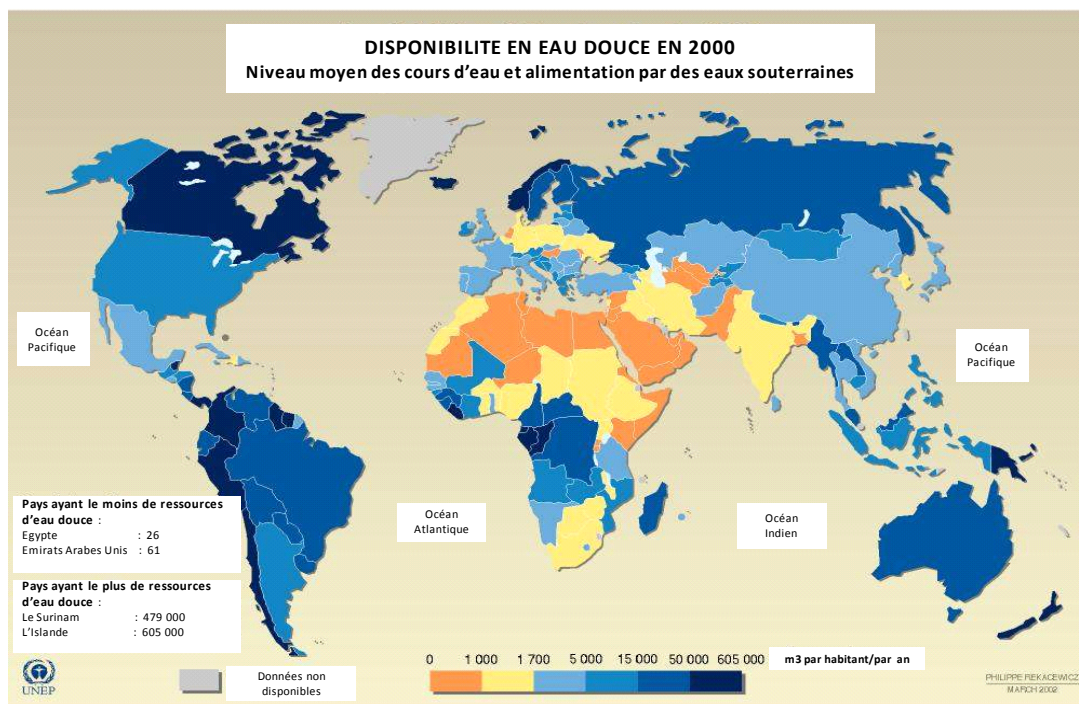 DISPONIBILITE EN EAU DOUCE EN 2000
Niveau moyen des cours d’eau et alimentation par des eaux souterraines
Océan
Pacifique
Océan
Pacifique
Pays ayant le moins de ressources
d’eau douce :
Egypte : 26
Emirats Arabes Unis : 61
Océan
Atlantique
Océan
Indien
Pays ayant le plus de ressources
d’eau douce :
Le Surinam : 479 000
L’Islande : 605 000
0 1 000 1 700 5 000 15 000 50 000 605 000 m3 par habitant/par an
Données non
disponibles
UNEP
PHILIPPE REKACEWICZ
MARCH 2002